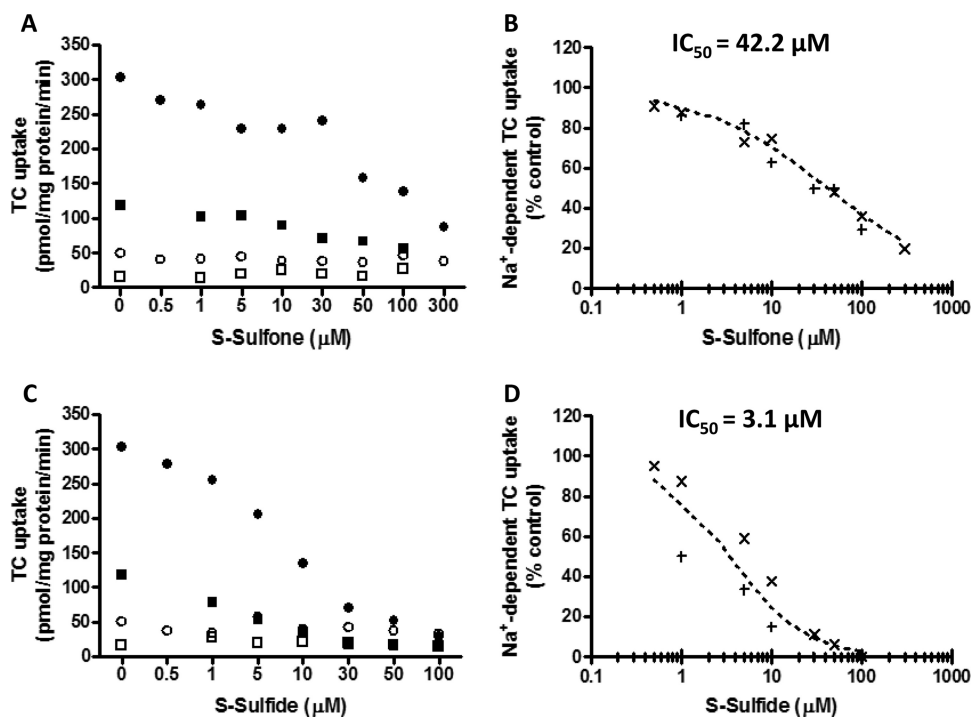 A
350
300
250
200
150
100
50
0
TC uptake
(pmol/mg protein/min)
0 0.5 1 5 10 30 50 100 300
S-Sulfone (µM)
B
IC50 = 42.2 µM
120
100
80
60
40
20
0
Na+-dependent TC uptake
(% control)
0.1 1 10 100 1000
S-Sulfone (µM)
C
350
300
250
200
150
100
50
0
TC uptake
(pmol/mg protein/min)
0 0.5 1 5 10 30 50 100
S-Sulfide (µM)
D
IC50 = 3.1 µM
120
100
80
60
40
20
0
Na+-dependent TC uptake
(% control)
0.1 1 10 100 1000
S-Sulfide (µM)